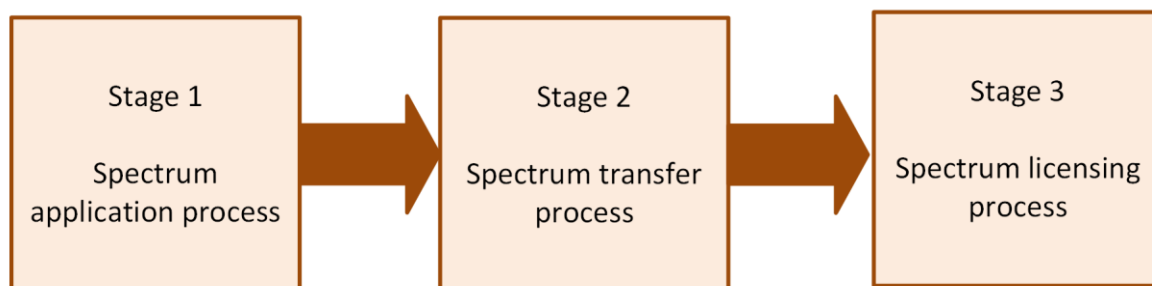 Stage 1
Spectrum
application process
Stage 2
Spectrum transfer
process
Stage 3
Spectrum licensing
process